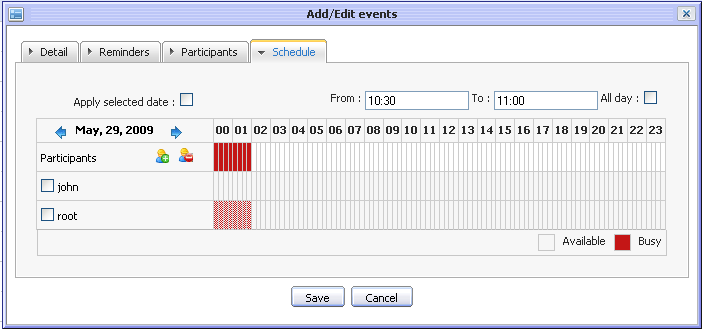 Add/Edit events
Detail Reminders Participants Schedule
Apply selected date : From : 10:30 To : 11:00 All day :
May, 29, 2009 00 01 02 03 04 05 06 07 08 09 10 11 12 13 14 15 16 17 18 19 20 21 22 23
Participants
john
root
Available Busy
Save Cancel